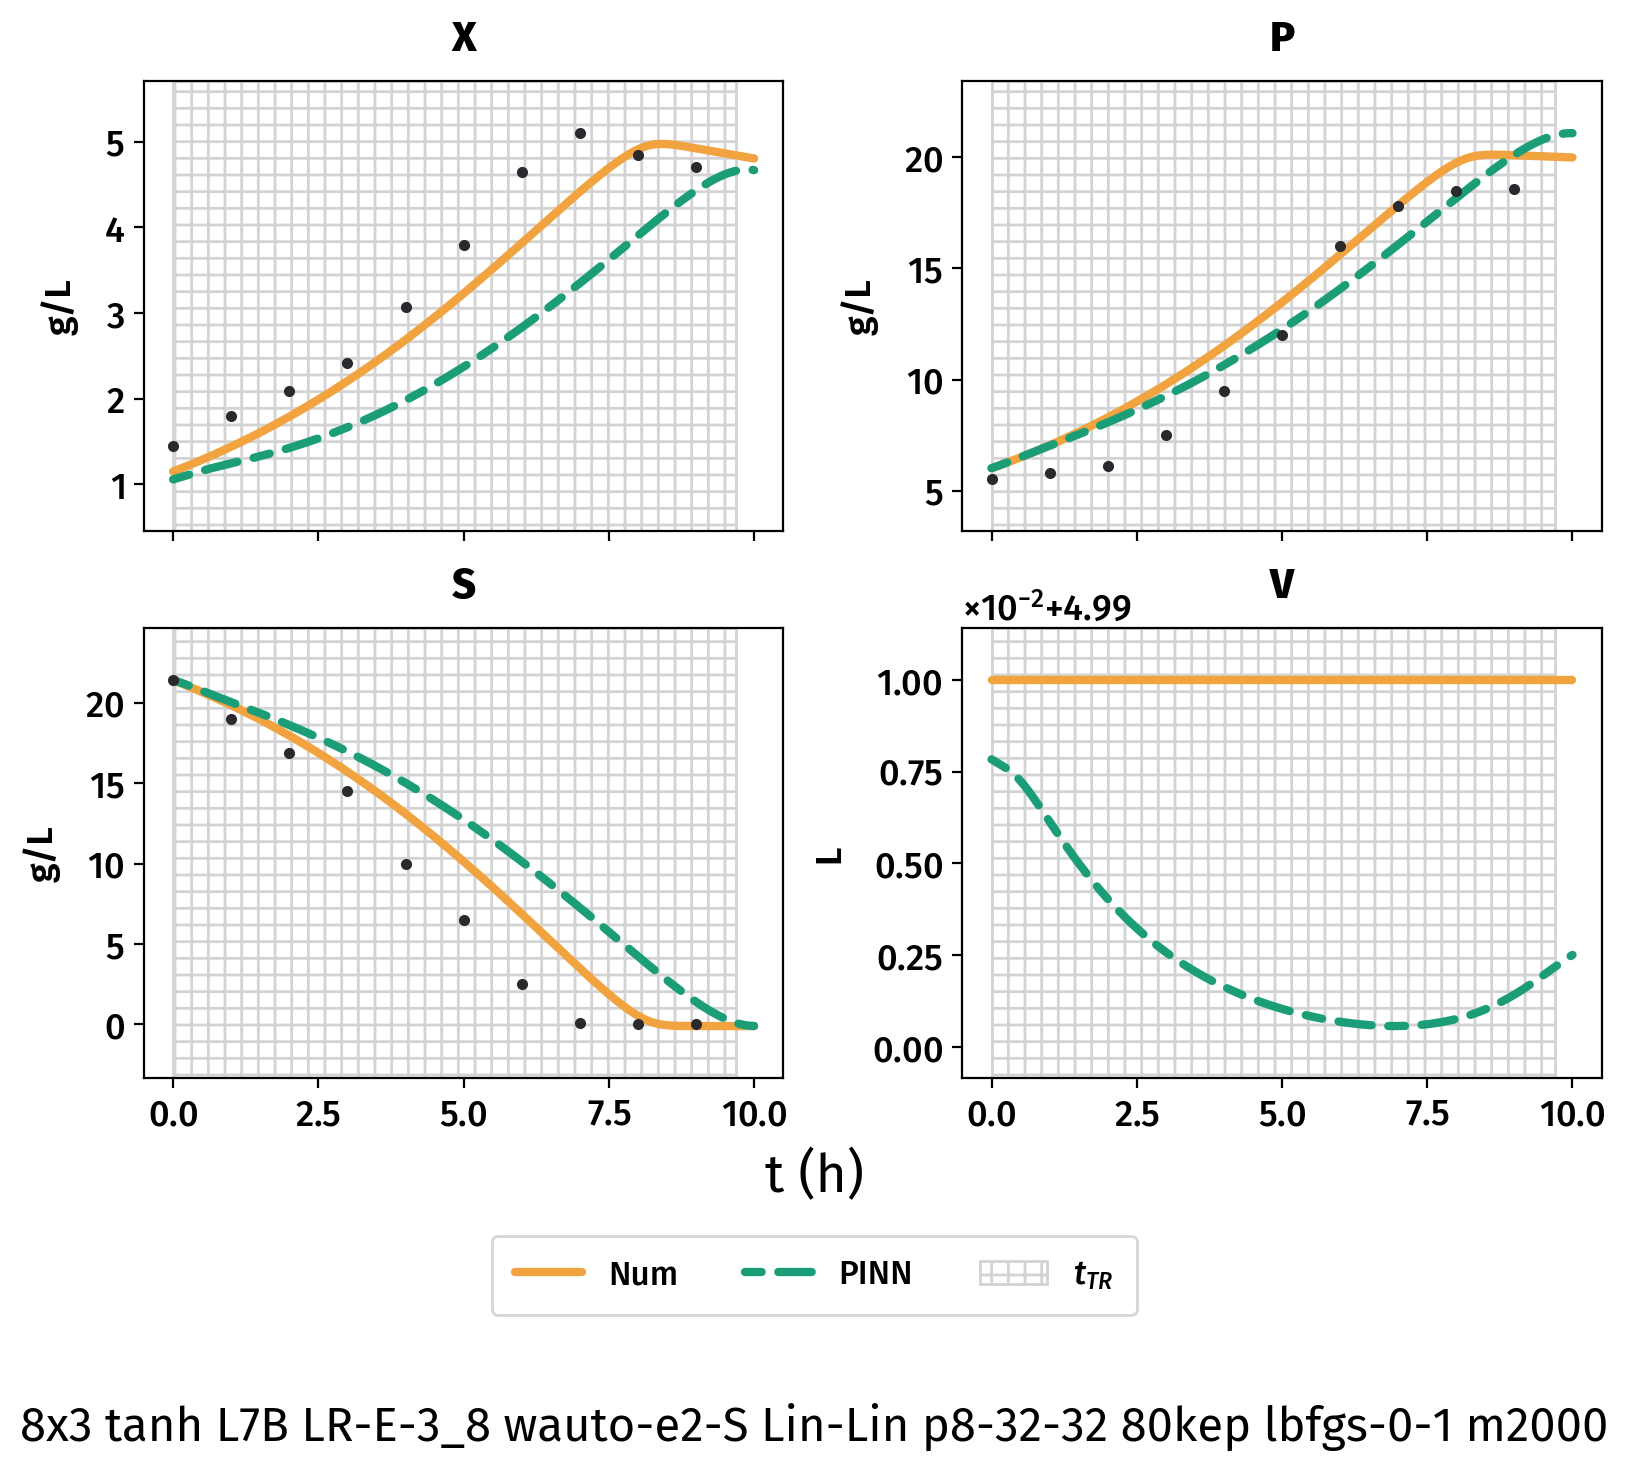 X
P
5
4
3
2
1
g/L
20
15
10
5
g/L
S
V
×10⁻²+4.99
20
15
10
5
0
g/L
1.00
0.75
0.50
0.25
0.00
L
0.0 2.5 5.0 7.5 10.0
0.0 2.5 5.0 7.5 10.0
t (h)
Num PINN tTR
8x3 tanh L7B LR-E-3_8 wauto-e2-S Lin-Lin p8-32-32 80kep lbfgs-0-1 m2000